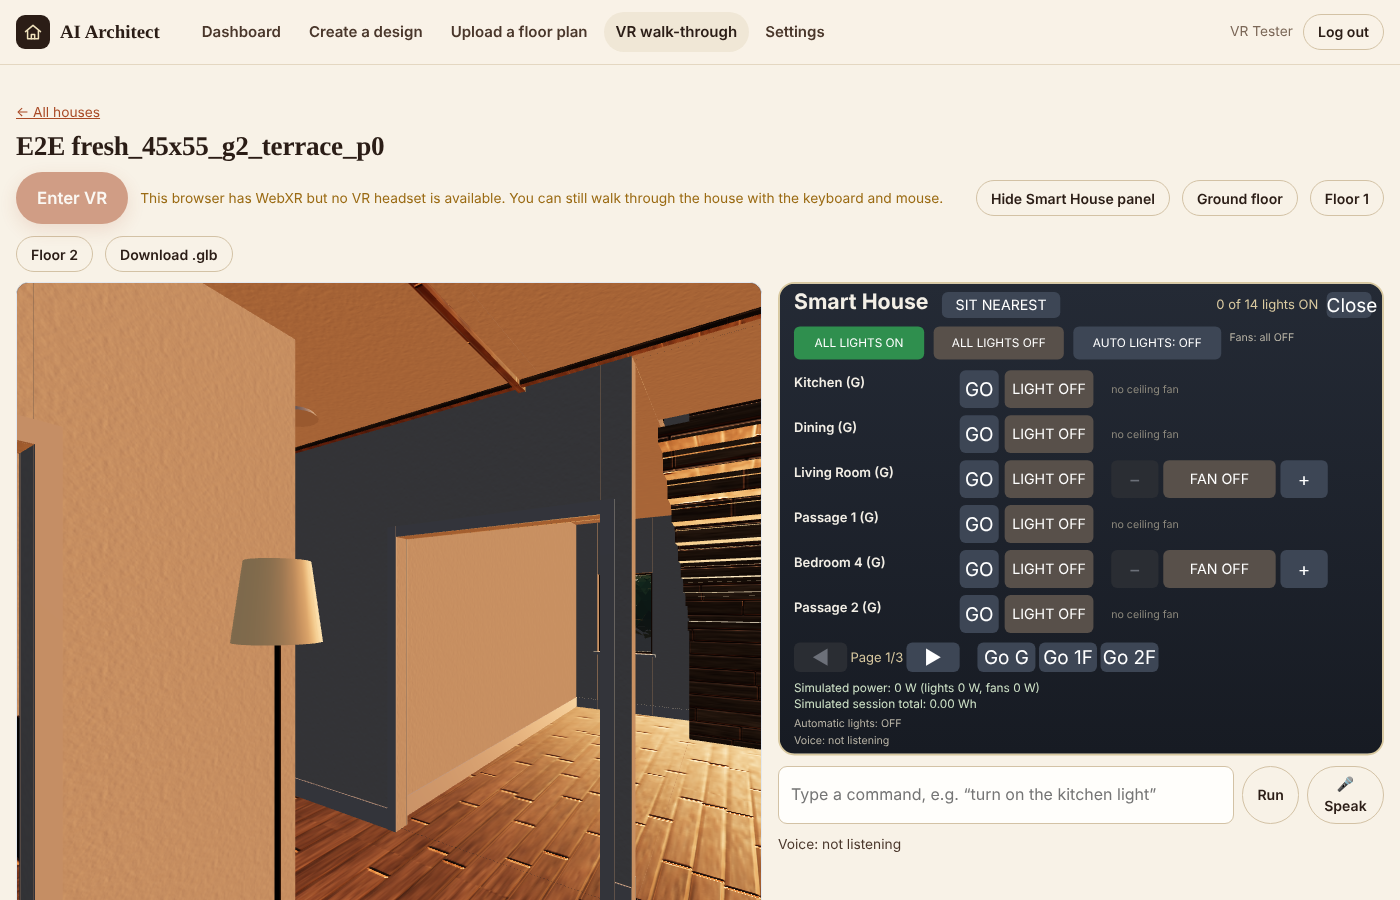 AI Architect
Dashboard
Create a design
Upload a floor plan
VR walk-through
Settings
VR Tester
Log out
← All houses
E2E fresh_45x55_g2_terrace_p0
Enter VR
This browser has WebXR but no VR headset is available. You can still walk through the house with the keyboard and mouse.
Hide Smart House panel
Ground floor
Floor 1
Floor 2
Download .glb
Smart House
SIT NEAREST
0 of 14 lights ON
Close
ALL LIGHTS ON
ALL LIGHTS OFF
AUTO LIGHTS: OFF
Fans: all OFF
Kitchen (G)
GO
LIGHT OFF
no ceiling fan
Dining (G)
GO
LIGHT OFF
no ceiling fan
Living Room (G)
GO
LIGHT OFF
–
FAN OFF
+
Passage 1 (G)
GO
LIGHT OFF
no ceiling fan
Bedroom 4 (G)
GO
LIGHT OFF
–
FAN OFF
+
Passage 2 (G)
GO
LIGHT OFF
no ceiling fan
◀
Page 1/3
▶
Go G
Go 1F
Go 2F
Simulated power: 0 W (lights 0 W, fans 0 W)
Simulated session total: 0.00 Wh
Automatic lights: OFF
Voice: not listening
Type a command, e.g. “turn on the kitchen light”
Run
🎤
Speak
Voice: not listening